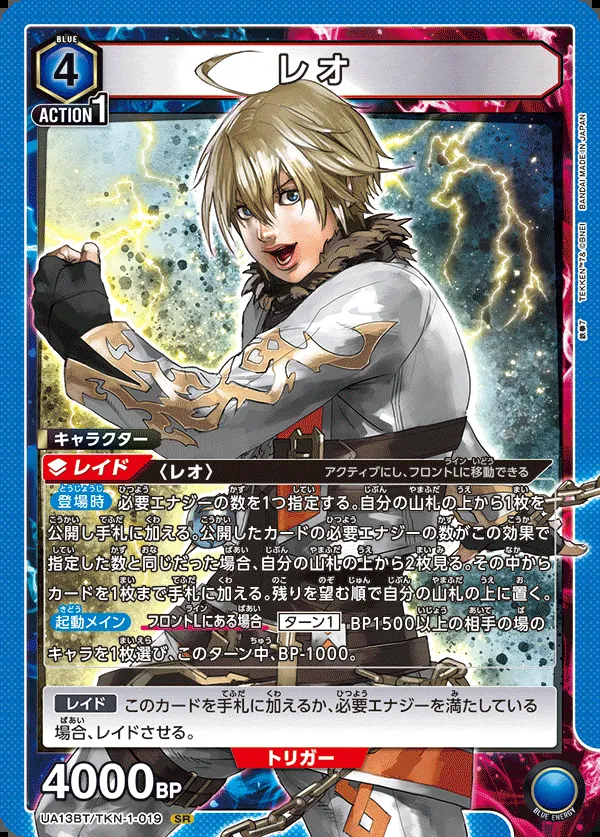 BLUE
4
ACTION 1
レオ
鉄拳7 TEKKEN™7& ©BNEI BANDAI MADE IN JAPAN
キャラクター
レイド 〈レオ〉 アクティブにし、フロントLに移動できる
登場時 必要エナジーの数を1つ指定する。自分の山札の上から1枚を
公開し手札に加える。公開したカードの必要エナジーの数がこの効果で
指定した数と同じだった場合、自分の山札の上から2枚見る。その中から
カードを1枚まで手札に加える。残りを望む順で自分の山札の上に置く。
起動メイン フロントLにある場合 ターン1 BP1500以上の相手の場の
キャラを1枚選び、このターン中、BP-1000。
レイド このカードを手札に加えるか、必要エナジーを満たしている
場合、レイドさせる。
トリガー
4000BP
UA13BT/TKN-1-019 SR
BLUE ENERGY